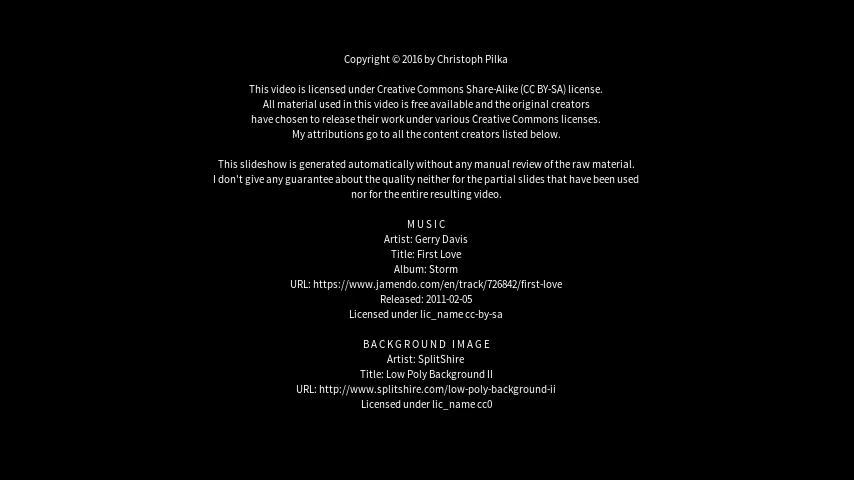 Copyright © 2016 by Christoph Pilka
This video is licensed under Creative Commons Share-Alike (CC BY-SA) license.
All material used in this video is free available and the original creators
have chosen to release their work under various Creative Commons licenses.
My attributions go to all the content creators listed below.
This slideshow is generated automatically without any manual review of the raw material.
I don't give any guarantee about the quality neither for the partial slides that have been used
nor for the entire resulting video.
MUSIC
Artist: Gerry Davis
Title: First Love
Album: Storm
URL: https://www.jamendo.com/en/track/726842/first-love
Released: 2011-02-05
Licensed under lic_name cc-by-sa
BACKGROUND IMAGE
Artist: SplitShire
Title: Low Poly Background II
URL: http://www.splitshire.com/low-poly-background-ii
Licensed under lic_name cc0